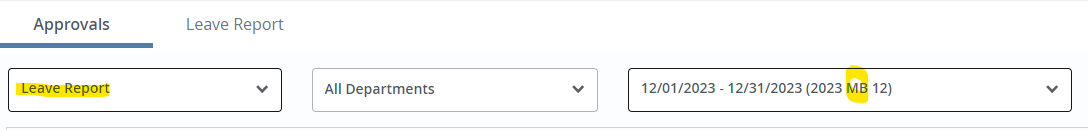 Approvals Leave Report
Leave Report All Departments 12/01/2023 - 12/31/2023 (2023 MB 12)